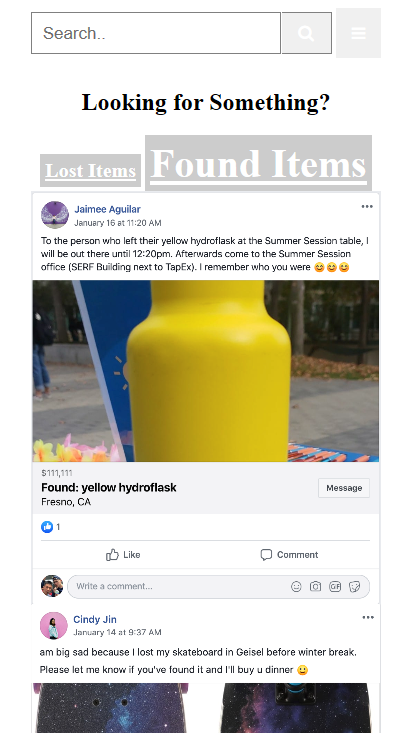 Search..
Looking for Something?
Lost Items Found Items
Jaimee Aguilar
January 16 at 11:20 AM
To the person who left their yellow hydroflask at the Summer Session table, I
will be out there until 12:20pm. Afterwards come to the Summer Session
office (SERF Building next to TapEx). I remember who you were 😊😊😊
$111,111
Found: yellow hydroflask
Message
Fresno, CA
1
Like Comment
Write a comment...
GIF
Cindy Jin
January 14 at 9:37 AM
am big sad because I lost my skateboard in Geisel before winter break.
Please let me know if you've found it and I'll buy u dinner 🙂